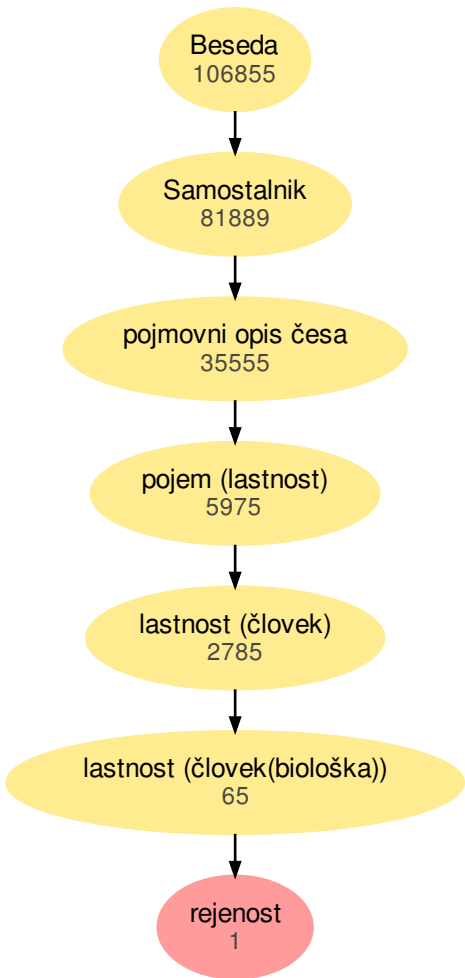 Beseda
106855
Samostalnik
81889
pojmovni opis česa
35555
pojem (lastnost)
5975
lastnost (človek)
2785
lastnost (človek(biološka))
65
rejenost
1